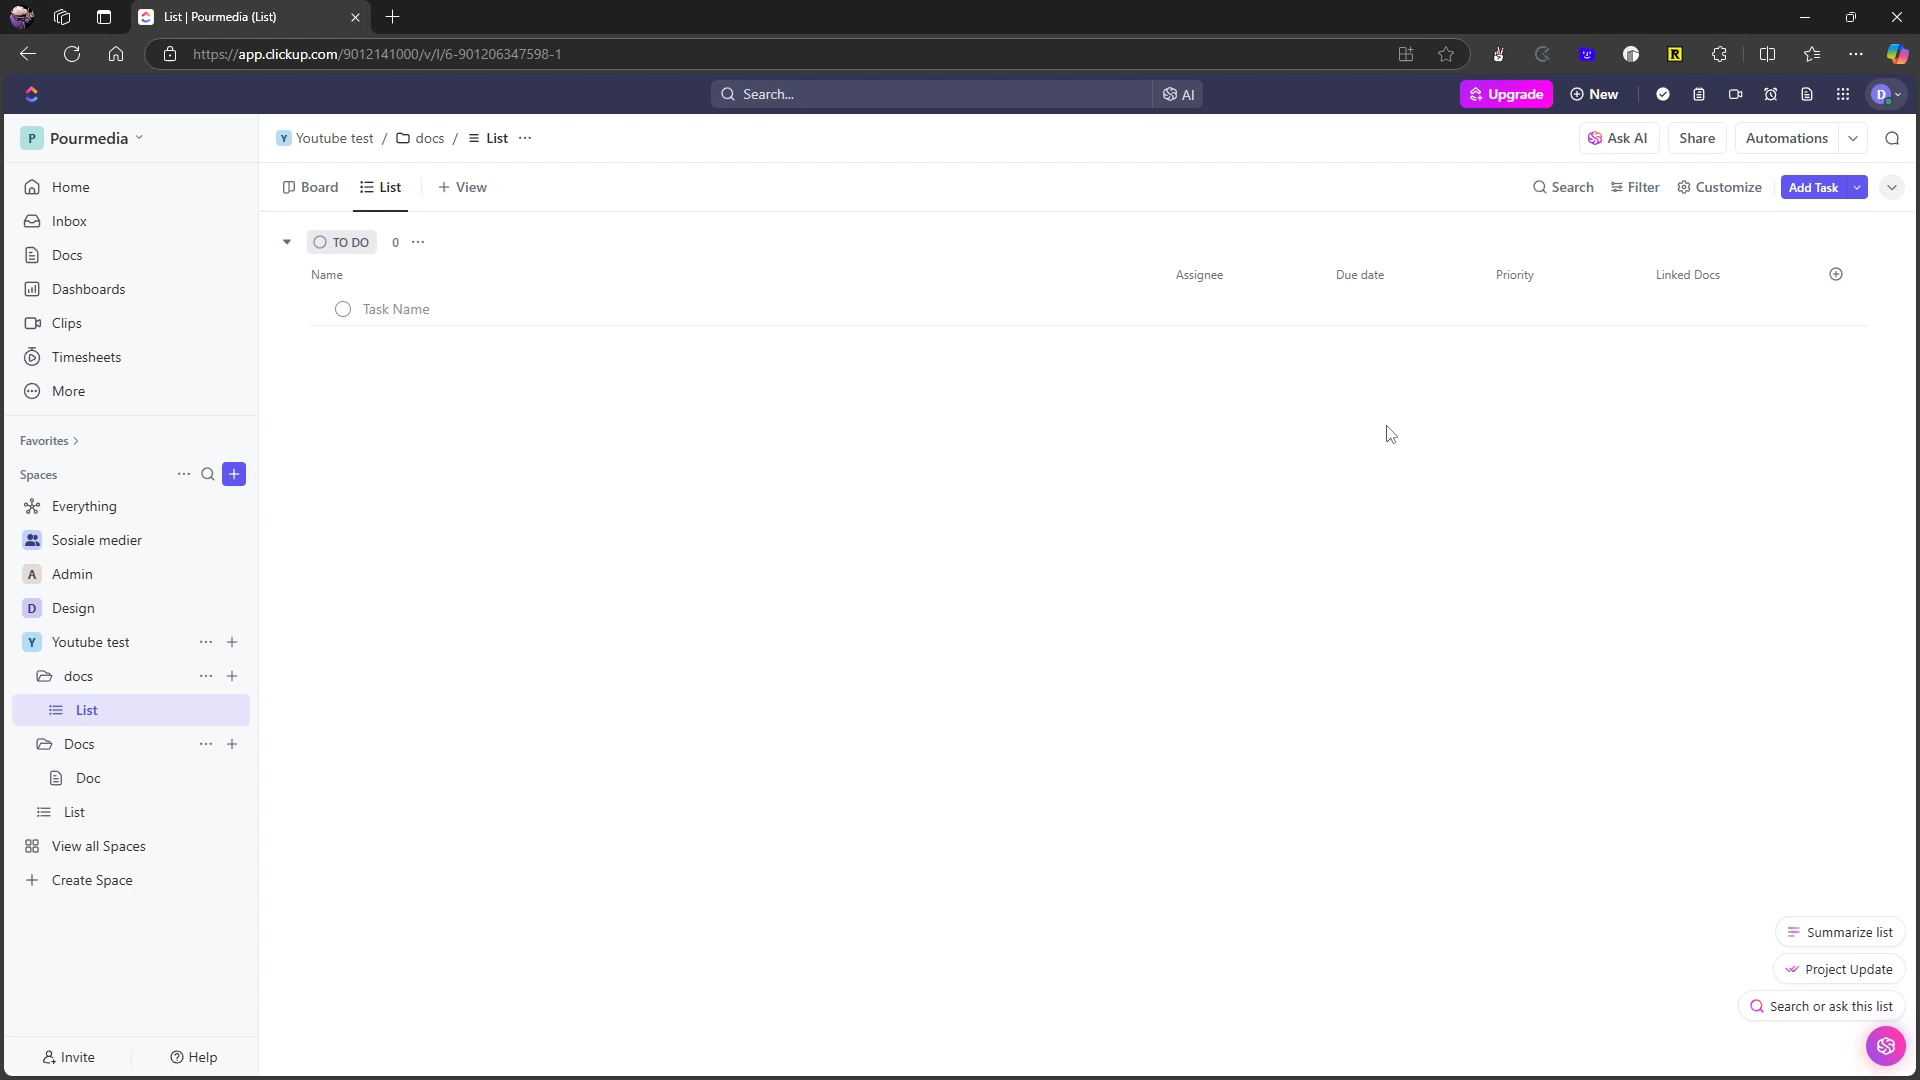 List | Pourmedia (List)
https://app.clickup.com/9012141000/v/l/6-901206347598-1
Search...
AI
Upgrade
New
D
P Pourmedia
Y Youtube test / docs / List ...
Ask AI
Share
Automations
Home
Inbox
Docs
Dashboards
Clips
Timesheets
More
Favorites
Spaces
Everything
Sosiale medier
A Admin
D Design
Y Youtube test
docs
List
Docs
Doc
List
View all Spaces
Create Space
Invite
Help
Board
List
+ View
Search
Filter
Customize
Add Task
TO DO 0 ...
Name Assignee Due date Priority Linked Docs
Task Name
Summarize list
Project Update
Search or ask this list